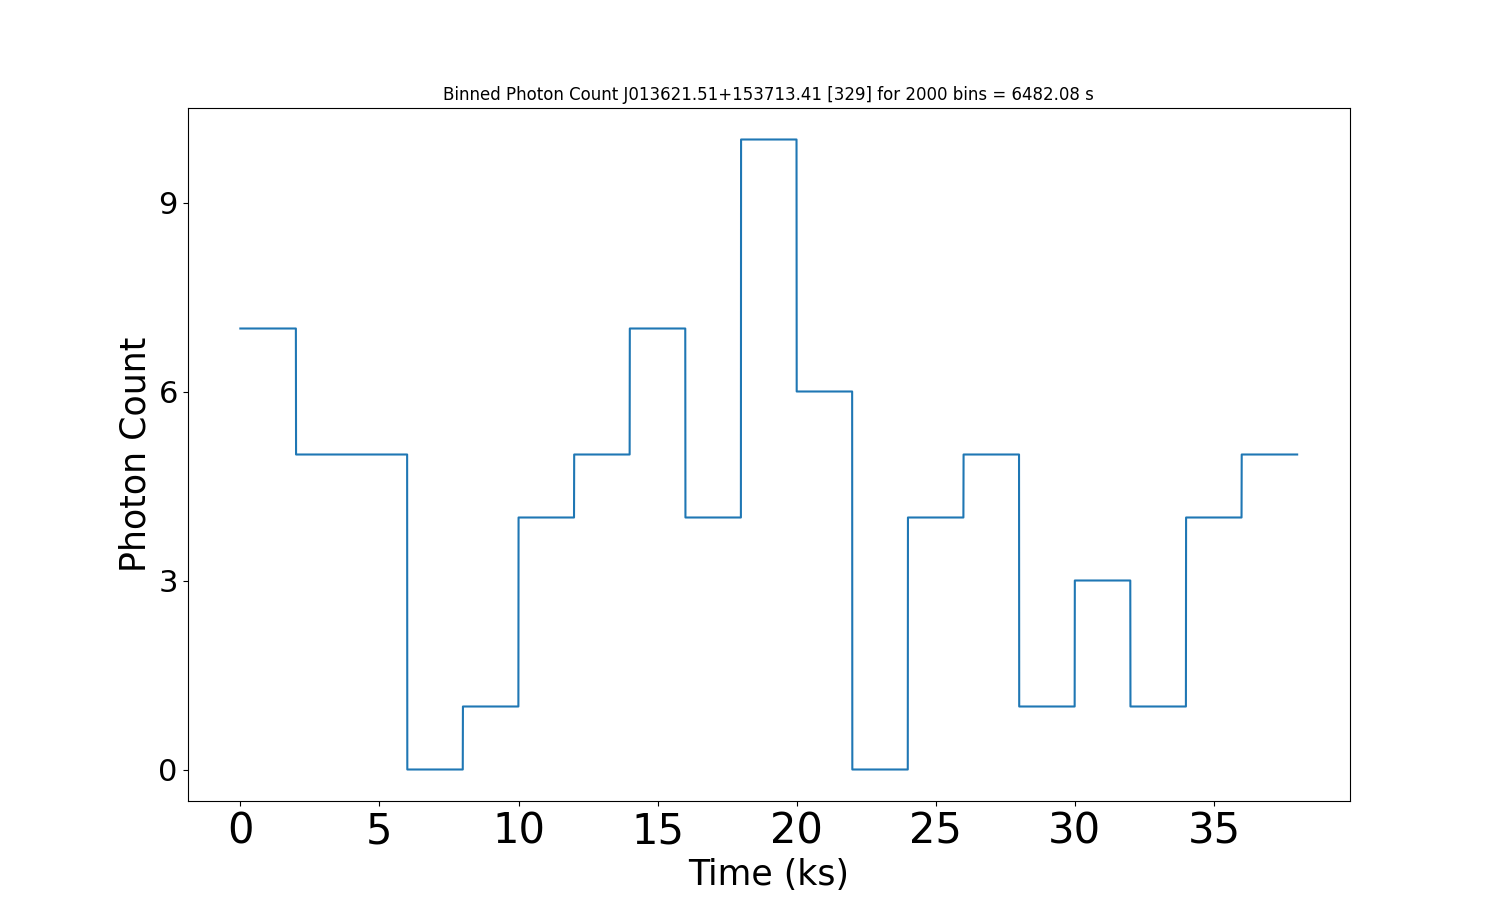 Binned Photon Count J013621.51+153713.41 [329] for 2000 bins = 6482.08 s
Photon Count
9
6
3
0
0 5 10 15 20 25 30 35
Time (ks)